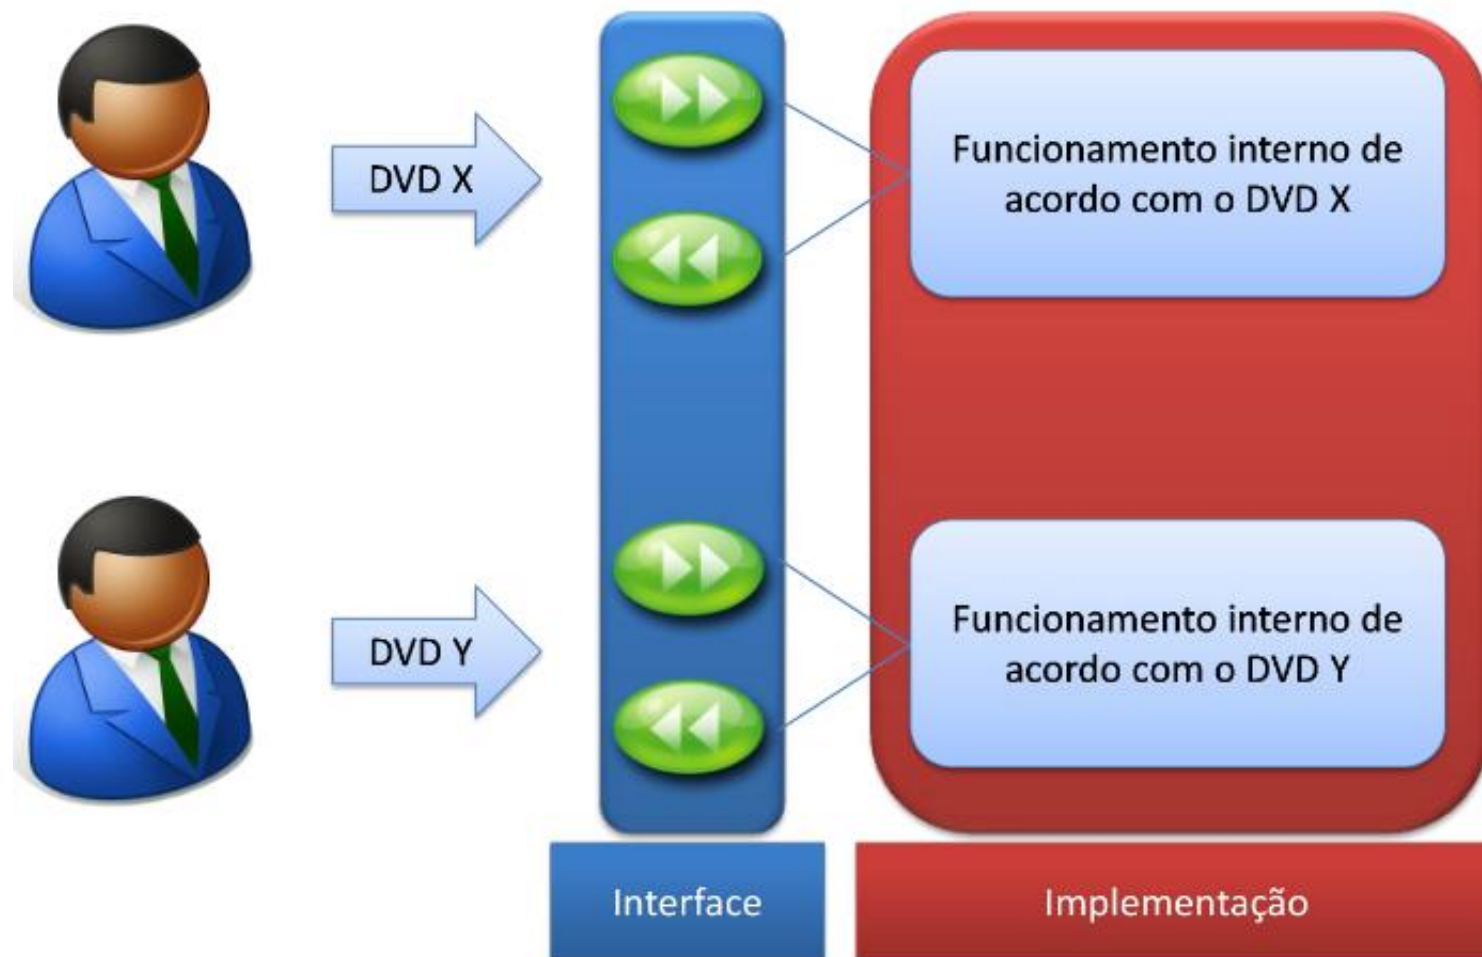 DVD X
Funcionamento interno de
acordo com o DVD X
DVD Y
Funcionamento interno de
acordo com o DVD Y
Interface
Implementação